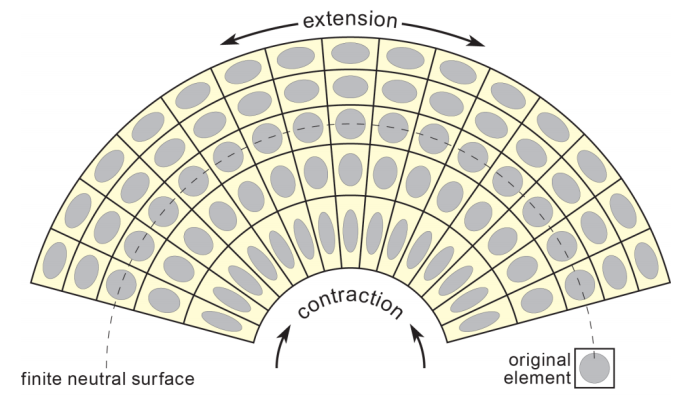 extension
contraction
finite neutral surface
original
element